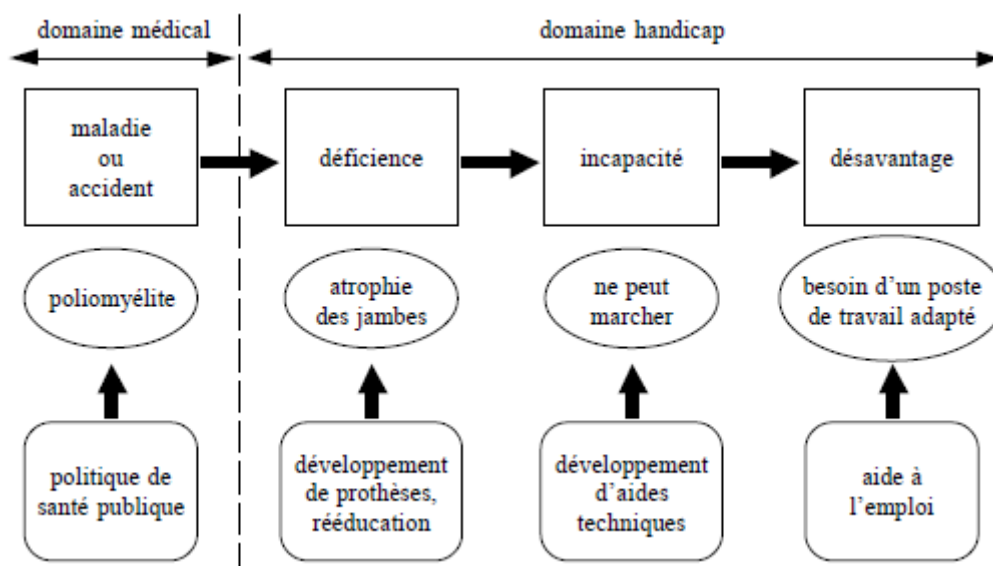 domaine médical
domaine handicap
maladie
ou
accident
déficience
incapacité
désavantage
poliomyélite
atrophie
des jambes
ne peut
marcher
besoin d’un poste
de travail adapté
politique de
santé publique
développement
de prothèses,
rééducation
développement
d’aides
techniques
aide à
l’emploi